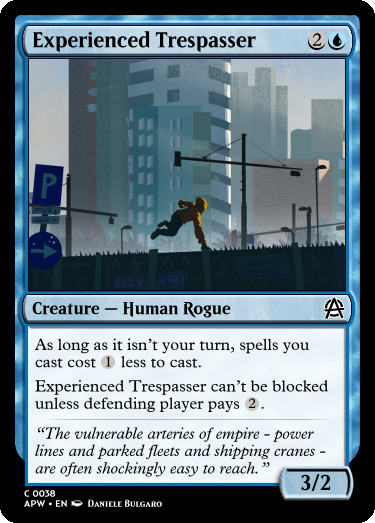 Experienced Trespasser 2
P
Creature — Human Rogue
As long as it isn't your turn, spells you
cast cost 1 less to cast.
Experienced Trespasser can't be blocked
unless defending player pays 2.
"The vulnerable arteries of empire - power
lines and parked fleets and shipping cranes -
are often shockingly easy to reach."
3/2
C 0038
APW • EN Daniele Bulgaro